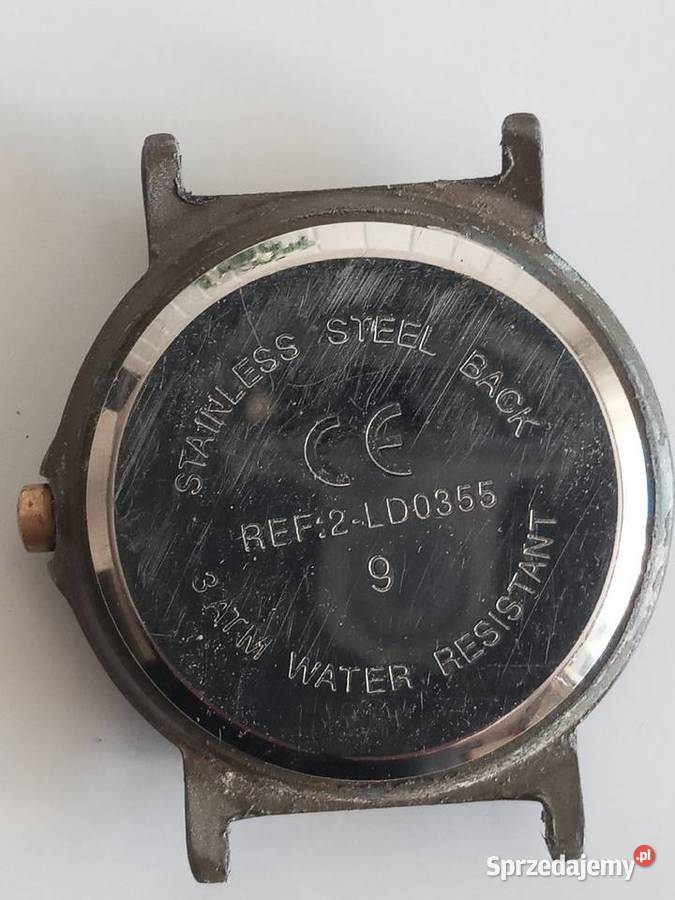 STAINLESS STEEL BACK
CE
REF:2-LD0355
9
3 ATM WATER RESISTANT
Sprzedajemy.pl